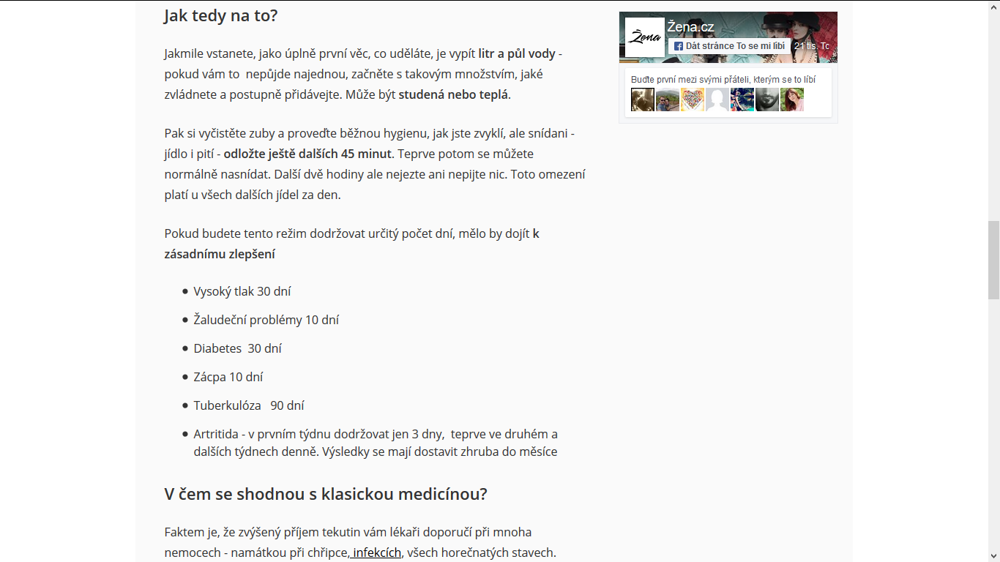 Jak tedy na to?
Jakmile vstanete, jako úplně první věc, co uděláte, je vypít litr a půl vody -
pokud vám to  nepůjde najednou, začněte s takovým množstvím, jaké
zvládnete a postupně přidávejte. Může být studená nebo teplá.
Pak si vyčistěte zuby a proveďte běžnou hygienu, jak jste zvyklí, ale snídani -
jídlo i pití - odložte ještě dalších 45 minut. Teprve potom se můžete
normálně nasnídat. Další dvě hodiny ale nejezte ani nepijte nic. Toto omezení
platí u všech dalších jídel za den.
Pokud budete tento režim dodržovat určitý počet dní, mělo by dojít k
zásadnímu zlepšení
Vysoký tlak 30 dní
Žaludeční problémy 10 dní
Diabetes  30 dní
Zácpa 10 dní
Tuberkulóza   90 dní
Artritida - v prvním týdnu dodržovat jen 3 dny,  teprve ve druhém a
dalších týdnech denně. Výsledky se mají dostavit zhruba do měsíce
V čem se shodnou s klasickou medicínou?
Faktem je, že zvýšený příjem tekutin vám lékaři doporučí při mnoha
nemocech - namátkou při chřipce, infekcích, všech horečnatých stavech.
Žena
Žena.cz
Dát stránce To se mi líbí
21 tis. To
Buďte první mezi svými přáteli, kterým se to líbí